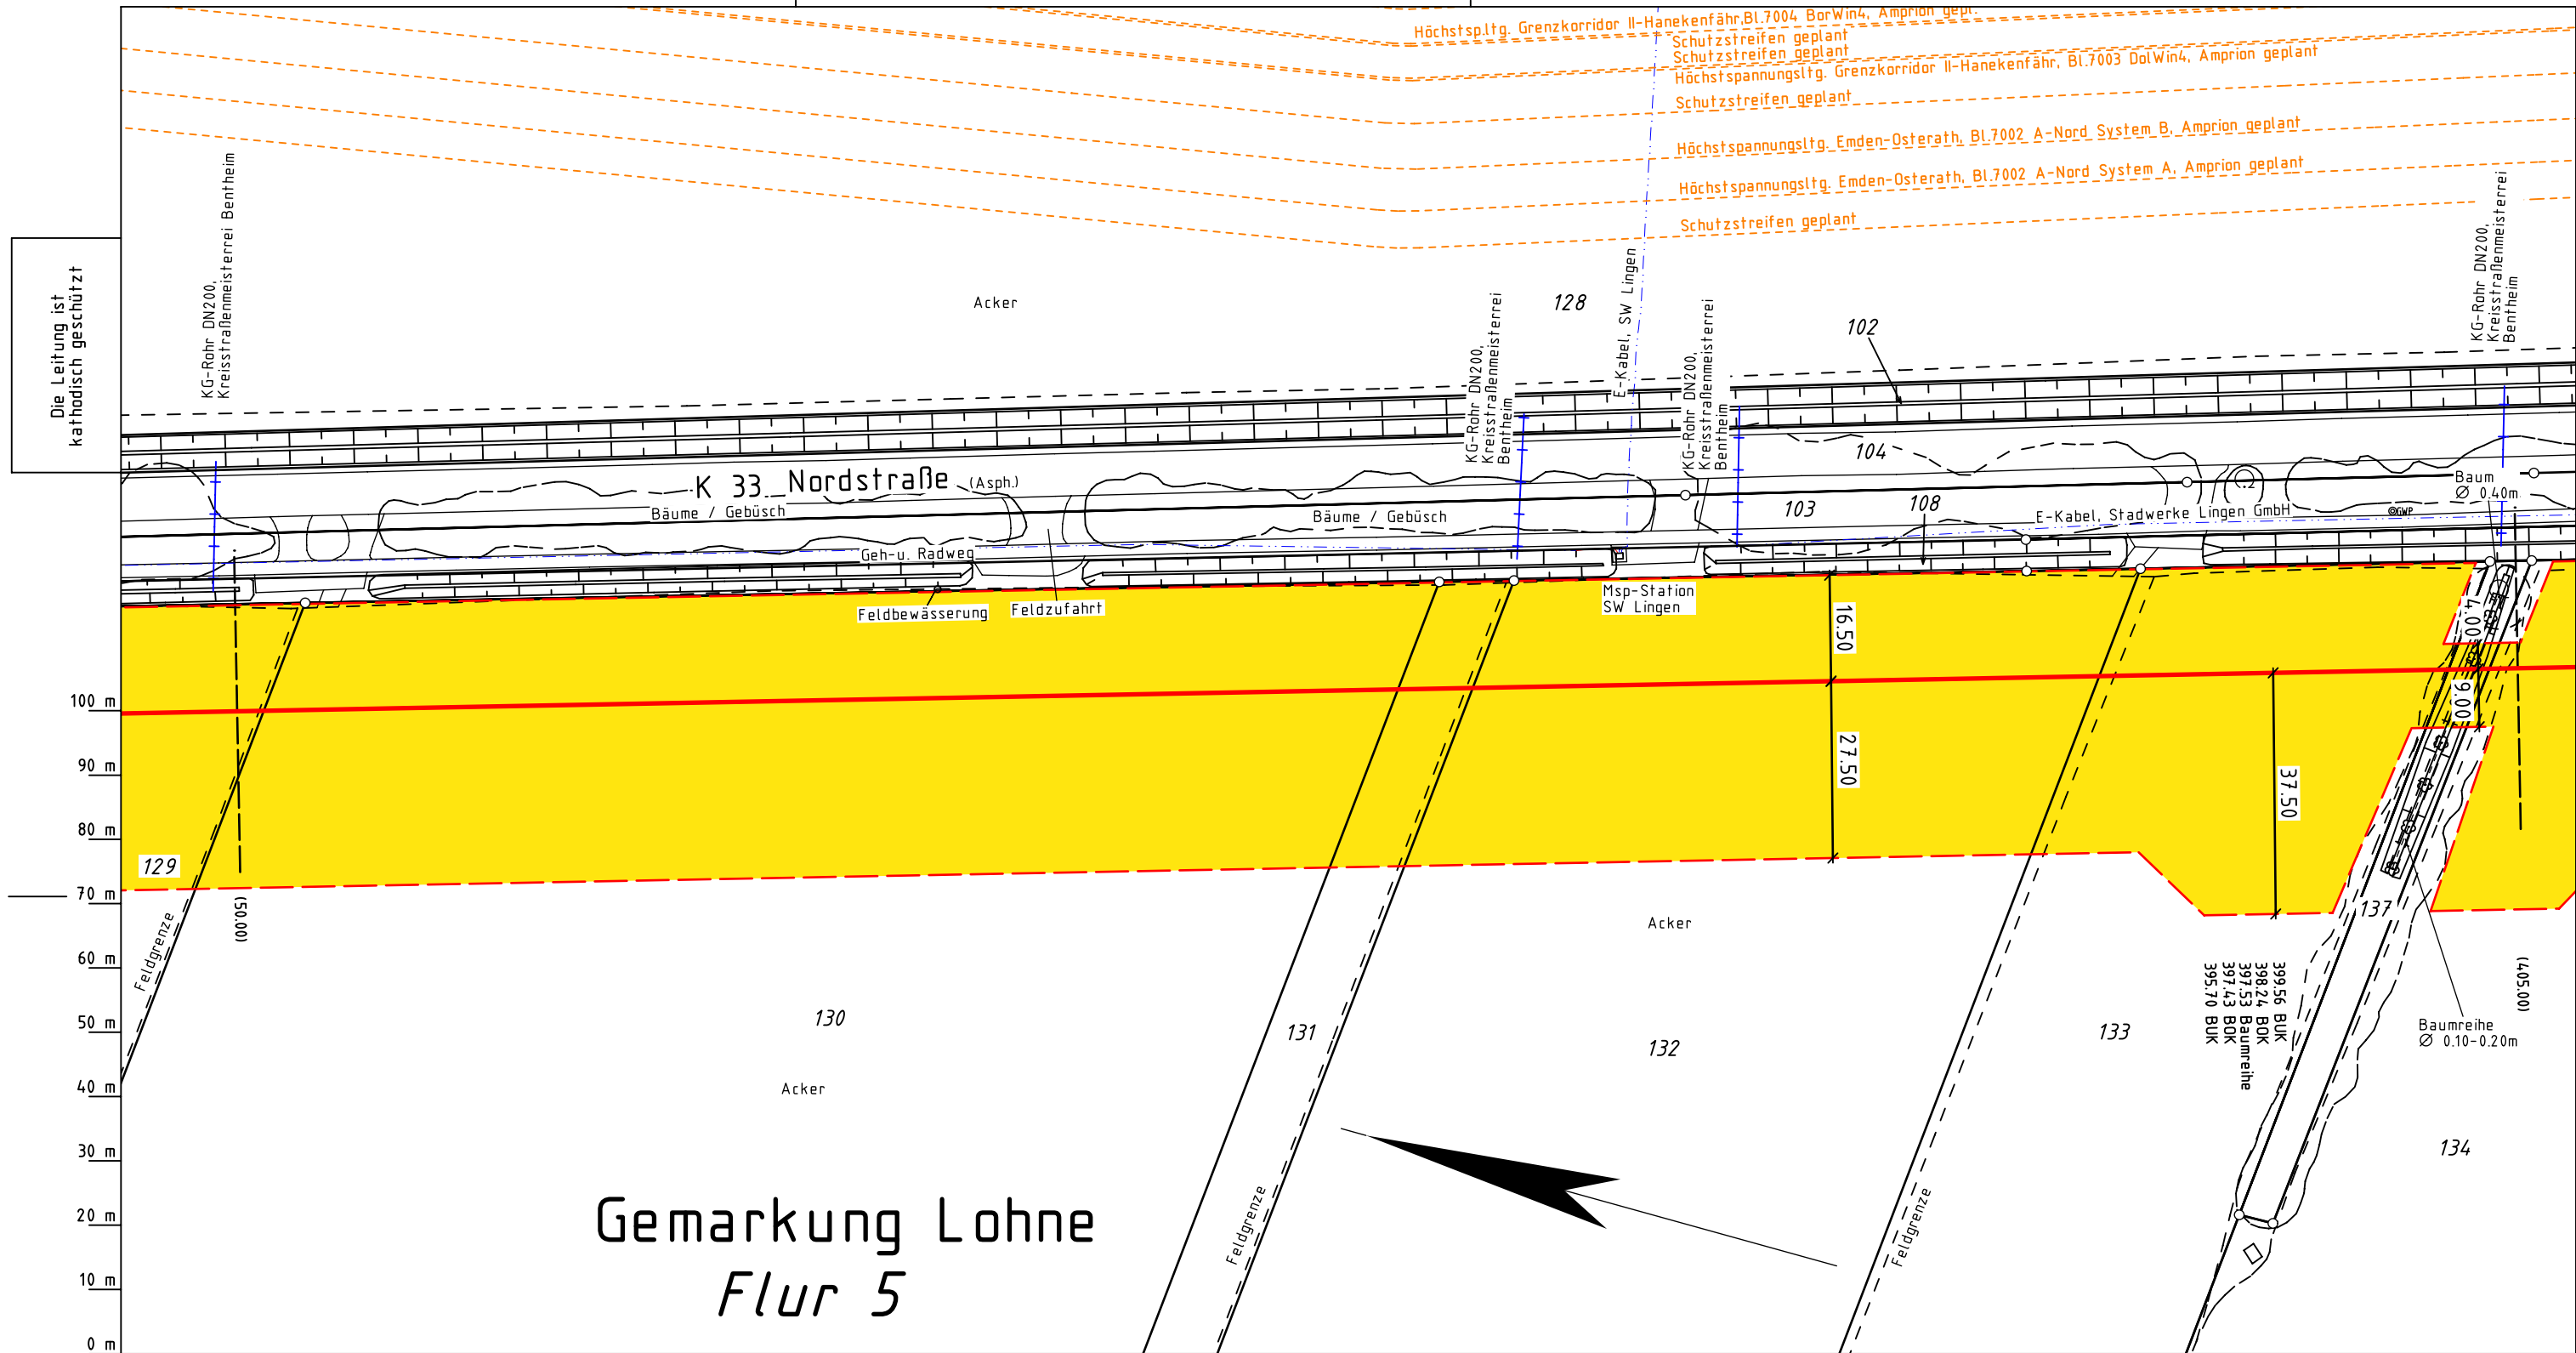 Höchstsp.ltg. Grenzkorridor II-Hanekenfähr,Bl.7004 BorWin4, Amprion gepl.
Schutzstreifen geplant
Schutzstreifen geplant
Höchstspannungsltg. Grenzkorridor II-Hanekenfähr, Bl.7003 DolWin4, Amprion geplant
Schutzstreifen geplant
Höchstspannungsltg. Emden-Osterath, Bl.7002 A-Nord System B, Amprion geplant
Höchstspannungsltg. Emden-Osterath, Bl.7002 A-Nord System A, Amprion geplant
Schutzstreifen geplant
Die Leitung ist
kathodisch geschützt
KG-Rohr DN200,
Kreisstraßenmeisterrei Bentheim
Acker
128
KG-Rohr DN200,
Kreisstraßenmeisterrei
Bentheim
E-Kabel, SW Lingen
KG-Rohr DN200,
Kreisstraßenmeisterrei
Bentheim
102
KG-Rohr DN200,
Kreisstraßenmeisterrei
Bentheim
104
K 33 Nordstraße (Asph.)
Bäume / Gebüsch
Bäume / Gebüsch
103
108
E-Kabel, Stadwerke Lingen GmbH
Baum
Ø 0.40m
©GWP
Geh-u. Radweg
Feldbewässerung
Feldzufahrt
Msp-Station
SW Lingen
16.50
4.00
9.00
27.50
37.50
100 m
90 m
80 m
70 m
60 m
50 m
40 m
30 m
20 m
10 m
0 m
129
(50.00)
Feldgrenze
130
Acker
131
Acker
132
133
137
399.56 BUK
398.24 BOK
397.53 Baumreihe
397.43 BOK
395.70 BUK
(405.00)
Baumreihe
Ø 0.10-0.20m
134
Feldgrenze
Feldgrenze
Gemarkung Lohne
Flur 5